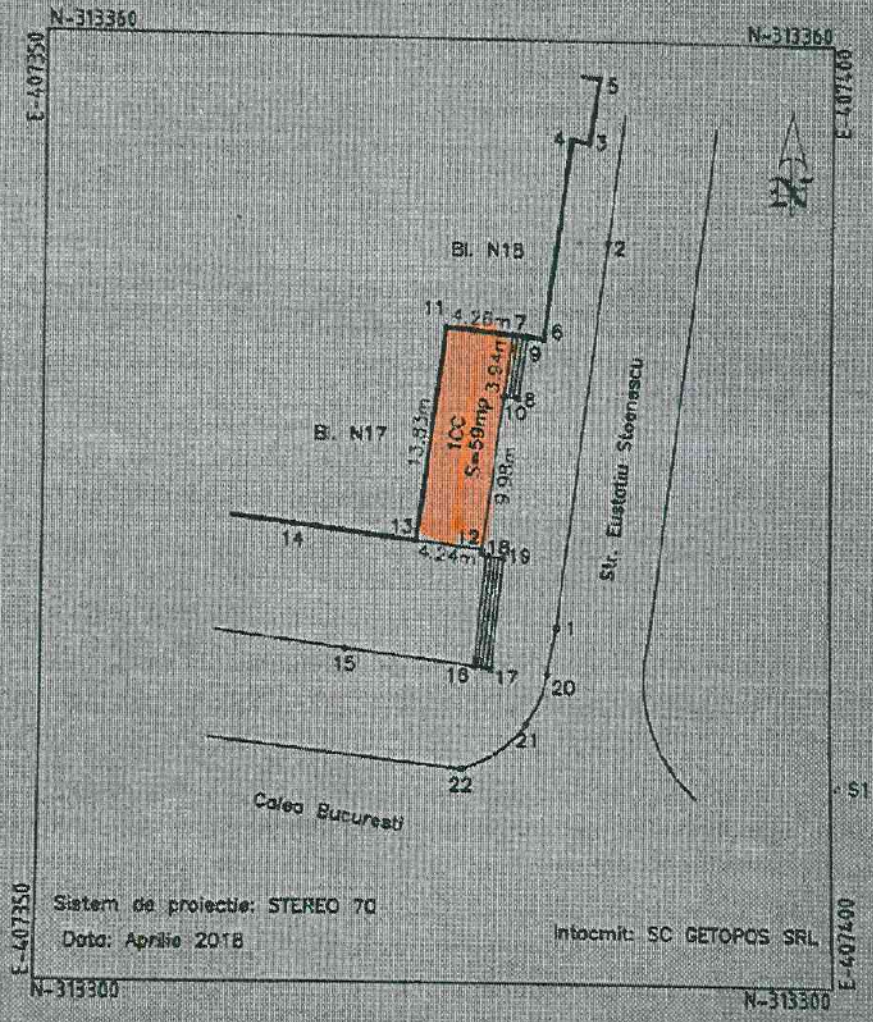 N-313360
N-313360
E-407350
E-407400
5
4
3
Bl. N15
2
11
4.26m
7
6
9
3.94m
8
10
1CC
S=59mp
13.83m
Bl. N17
9.98m
Str. Eustatiu Stoenescu
13
12
18
19
4.24m
14
1
15
16
17
20
21
22
S1
Calea Bucuresti
Sistem de proiectie: STEREO 70
Data: Aprilie 2018
Intocmit: SC GETOPOS SRL
E-407350
E-407400
N-313300
N-313300